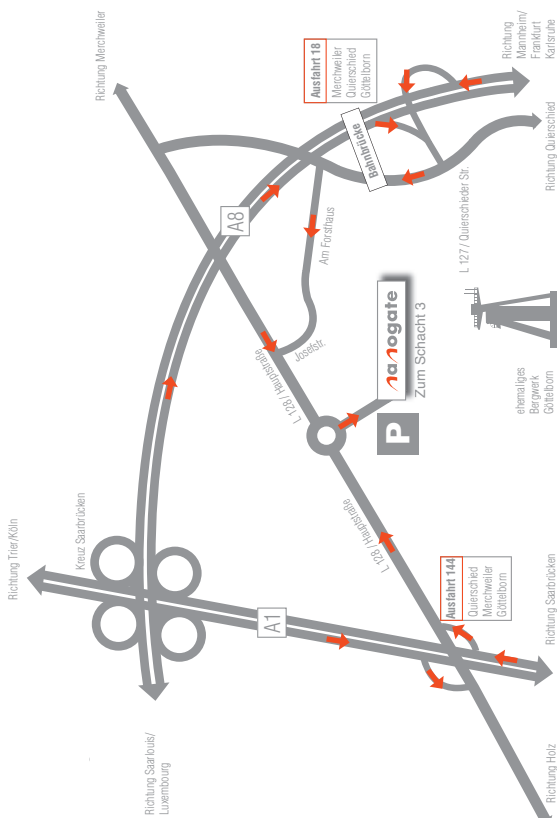 Richtung Trier/Köln
Kreuz Saarbrücken
Richtung Saarlouis/
Luxembourg
Richtung Merchweiler
A8
A1
Ausfahrt 18
Merchweiler
Quierschied
Göttelborn
Richtung
Mannheim/
Frankfurt
Karlsruhe
Bahnbrücke
Richtung Quierschied
L 127 / Quierschieder Str.
Am Forsthaus
Josefstr.
L 128 / Hauptstraße
nanogate
Zum Schacht 3
P
ehemaliges
Bergwerk
Göttelborn
L 128 / Hauptstraße
Ausfahrt 144
Quierschied
Merchweiler
Göttelborn
Richtung Saarbrücken
Richtung Holz